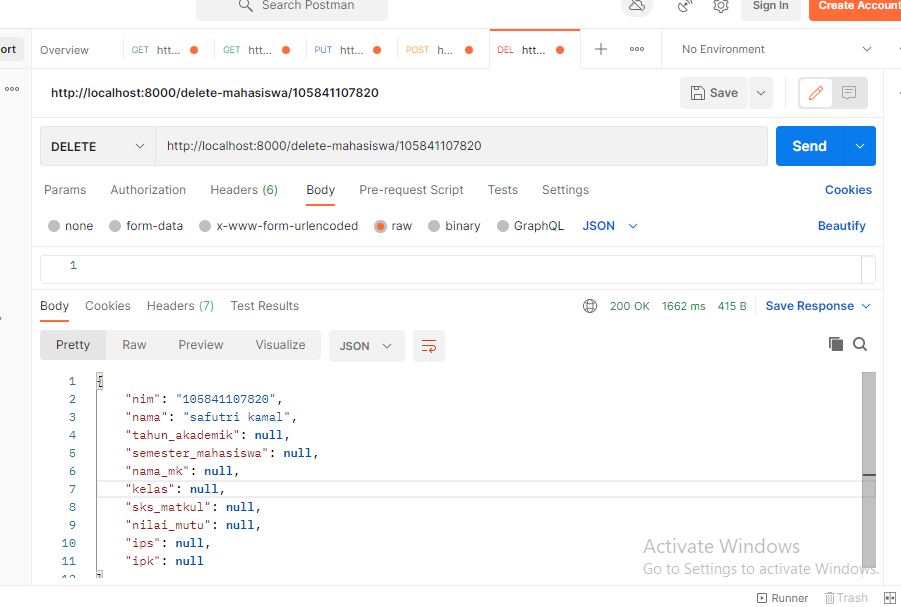 Search Postman
Sign In
Create Account
ort
Overview
GET htt...
GET htt...
PUT htt...
POST h...
DEL htt...
No Environment
http://localhost:8000/delete-mahasiswa/105841107820
Save
DELETE
http://localhost:8000/delete-mahasiswa/105841107820
Send
Params
Authorization
Headers (6)
Body
Pre-request Script
Tests
Settings
Cookies
none
form-data
x-www-form-urlencoded
raw
binary
GraphQL
JSON
Beautify
1
Body
Cookies
Headers (7)
Test Results
200 OK
1662 ms
415 B
Save Response
Pretty
Raw
Preview
Visualize
JSON
1 {
2 "nim": "105841107820",
3 "nama": "safutri kamal",
4 "tahun_akademik": null,
5 "semester_mahasiswa": null,
6 "nama_mk": null,
7 "kelas": null,
8 "sks_matkul": null,
9 "nilai_mutu": null,
10 "ips": null,
11 "ipk": null
12 }
Activate Windows
Go to Settings to activate Windows.
Runner
Trash